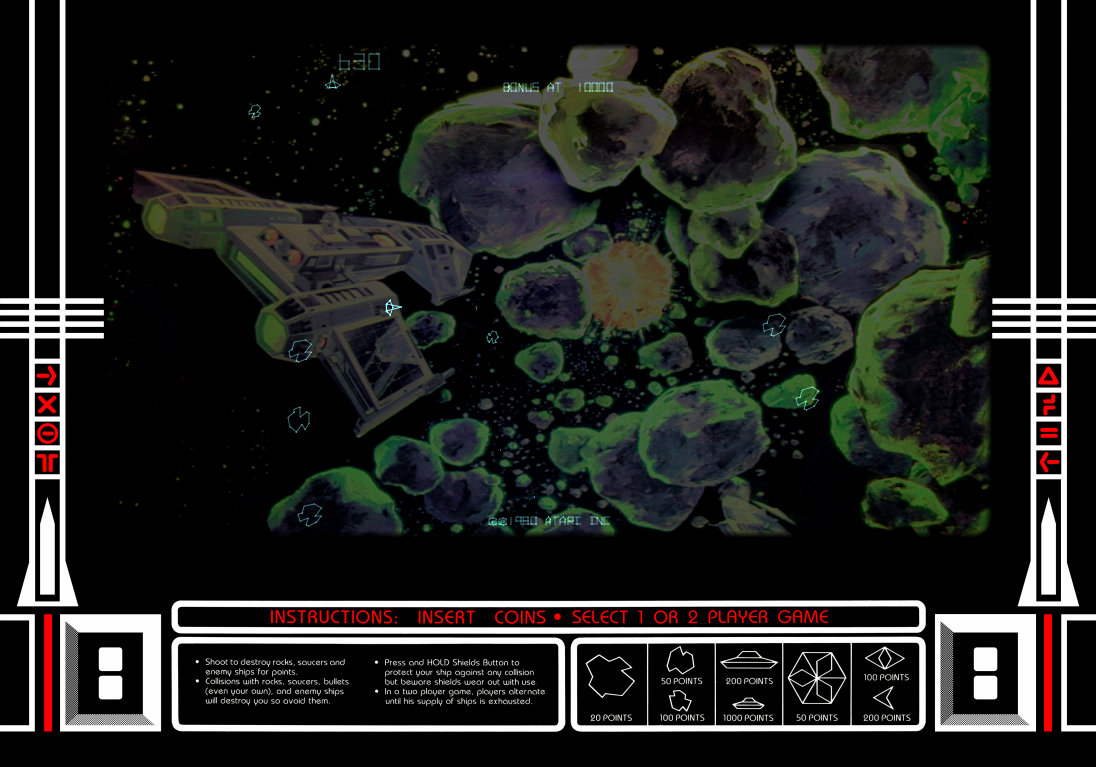 630
BONUS AT 10000
1980 ATARI INC
INSTRUCTIONS: INSERT COINS • SELECT 1 OR 2 PLAYER GAME
• Shoot to destroy rocks, saucers and
enemy ships for points.
• Collisions with rocks, saucers, bullets
(even your own), and enemy ships
will destroy you so avoid them.
• Press and HOLD Shields Button to
protect your ship against any collision
but beware shields wear out with use.
• In a two player game, players alternate
until his supply of ships is exhausted.
20 POINTS
50 POINTS
100 POINTS
200 POINTS
1000 POINTS
50 POINTS
100 POINTS
200 POINTS